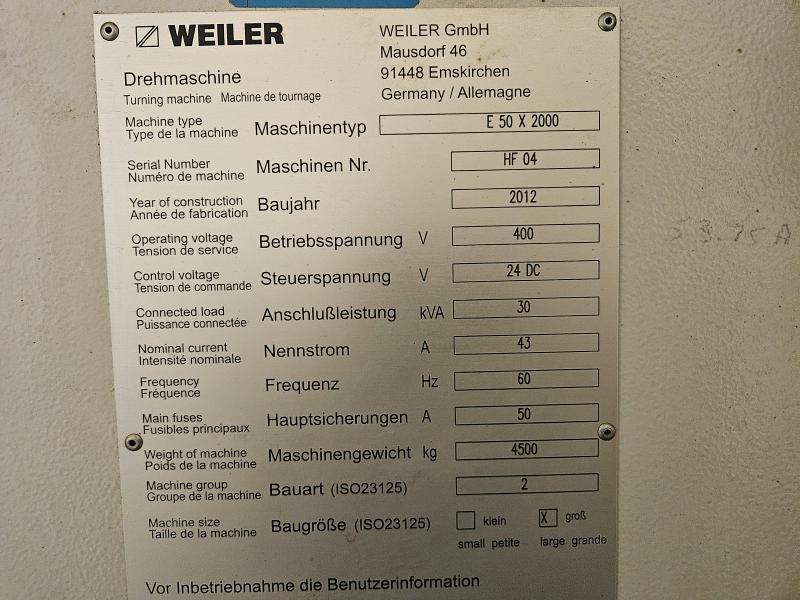 WEILER
WEILER GmbH
Mausdorf 46
91448 Emskirchen
Germany / Allemagne
Drehmaschine
Turning machine Machine de tournage
Machine type
Type de la machine
Maschinentyp E 50 X 2000
Serial Number
Numéro de machine
Maschinen Nr. HF 04
Year of construction
Année de fabrication
Baujahr 2012
Operating voltage
Tension de service
Betriebsspannung V 400
Control voltage
Tension de commande
Steuerspannung V 24 DC
Connected load
Puissance connectée
Anschlußleistung kVA 30
Nominal current
Intensité nominale
Nennstrom A 43
Frequency
Fréquence
Frequenz Hz 60
Main fuses
Fusibles principaux
Hauptsicherungen A 50
Weight of machine
Poids de la machine
Maschinengewicht kg 4500
Machine group
Groupe de la machine
Bauart (ISO23125) 2
Machine size
Taille de la machine
Baugröße (ISO23125) klein X groß
small petite large grande
Vor Inbetriebnahme die Benutzerinformation